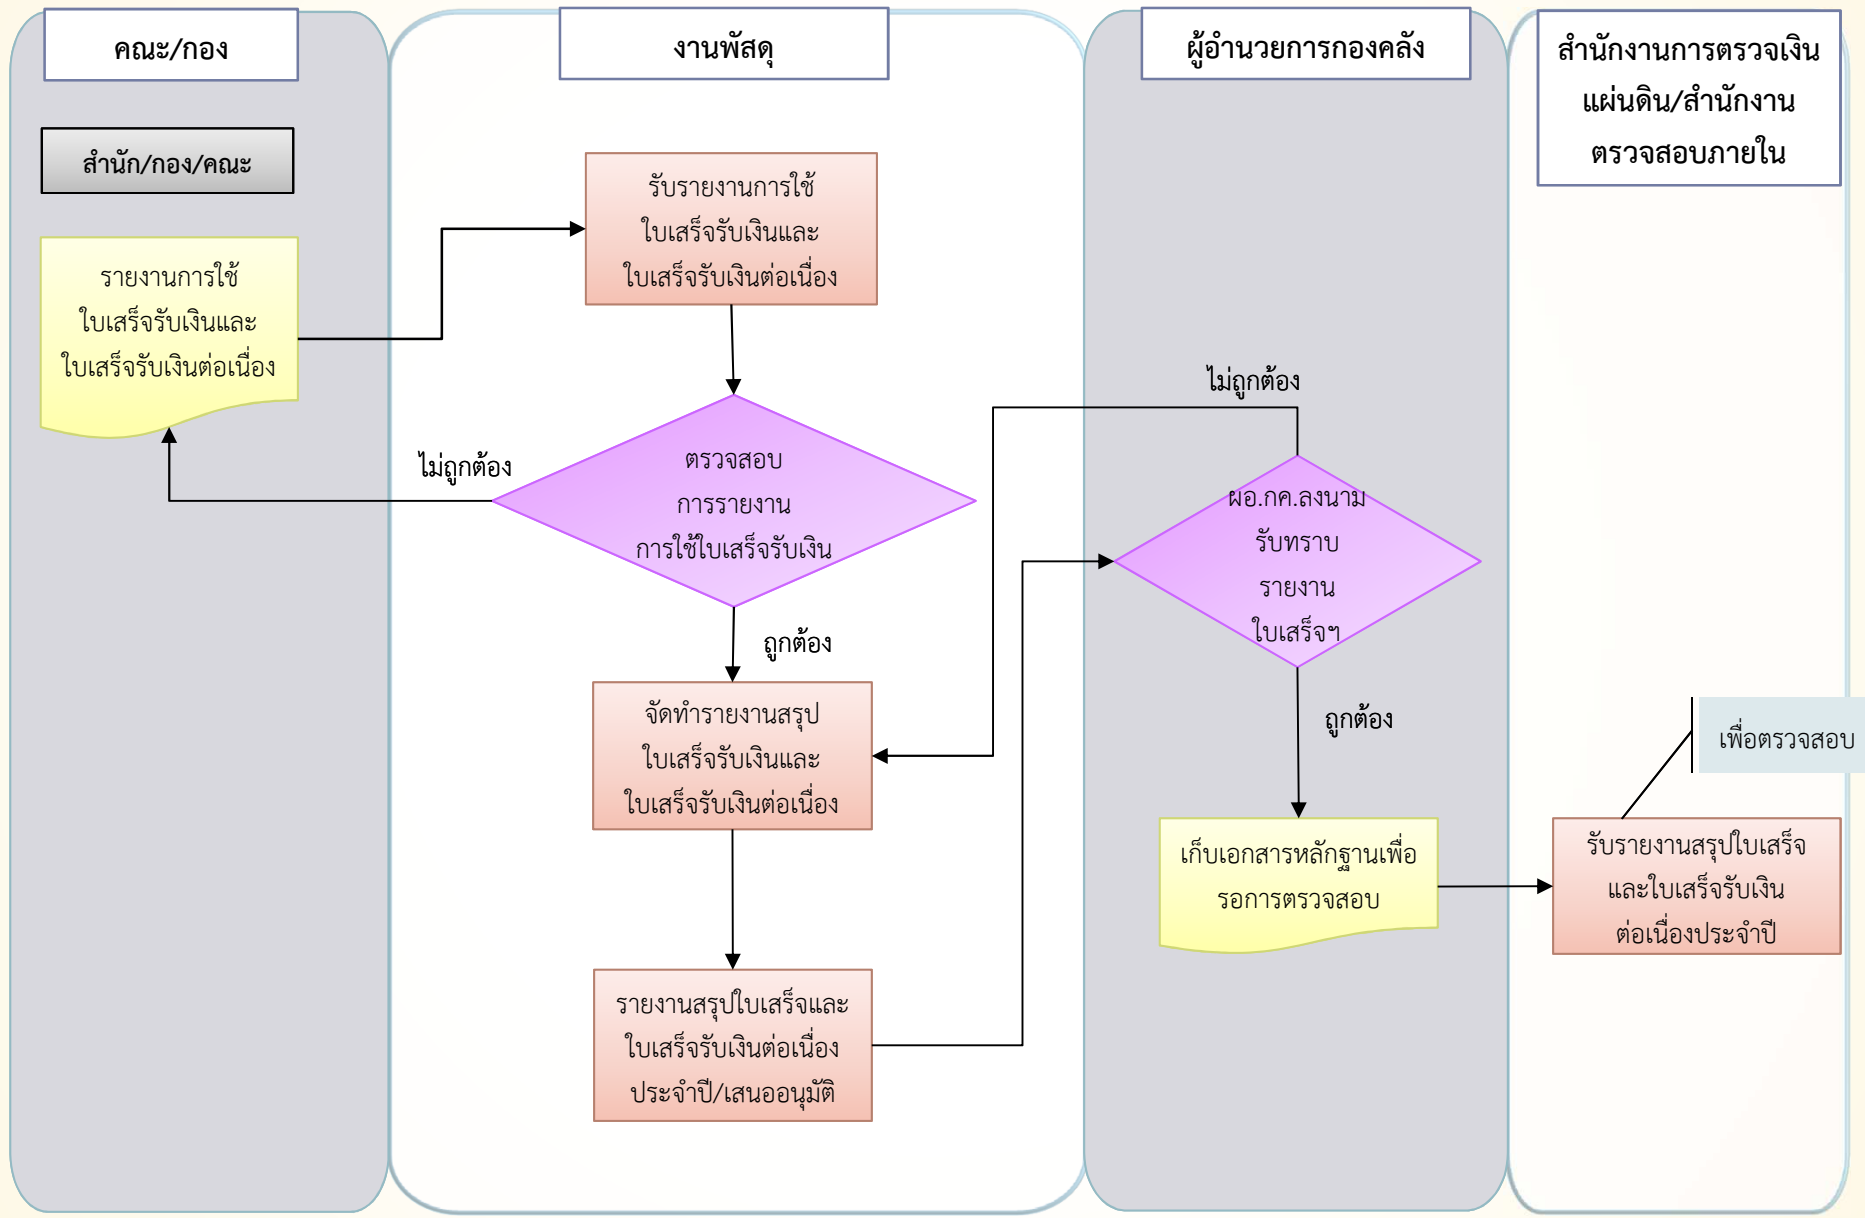 คณะ/กอง
งานพัสดุ
ผู้อำนวยการกองคลัง
สำนักงานการตรวจเงิน
แผ่นดิน/สำนักงาน
ตรวจสอบภายใน
สำนัก/กอง/คณะ
รายงานการใช้
ใบเสร็จรับเงินและ
ใบเสร็จรับเงินต่อเนื่อง
รับรายงานการใช้
ใบเสร็จรับเงินและ
ใบเสร็จรับเงินต่อเนื่อง
ไม่ถูกต้อง
ตรวจสอบ
การรายงาน
การใช้ใบเสร็จรับเงิน
ถูกต้อง
จัดทำรายงานสรุป
ใบเสร็จรับเงินและ
ใบเสร็จรับเงินต่อเนื่อง
รายงานสรุปใบเสร็จและ
ใบเสร็จรับเงินต่อเนื่อง
ประจำปี/เสนออนุมัติ
ไม่ถูกต้อง
ผอ.กค.ลงนาม
รับทราบ
รายงาน
ใบเสร็จฯ
ถูกต้อง
เก็บเอกสารหลักฐานเพื่อ
รอการตรวจสอบ
เพื่อตรวจสอบ
รับรายงานสรุปใบเสร็จ
และใบเสร็จรับเงิน
ต่อเนื่องประจำปี